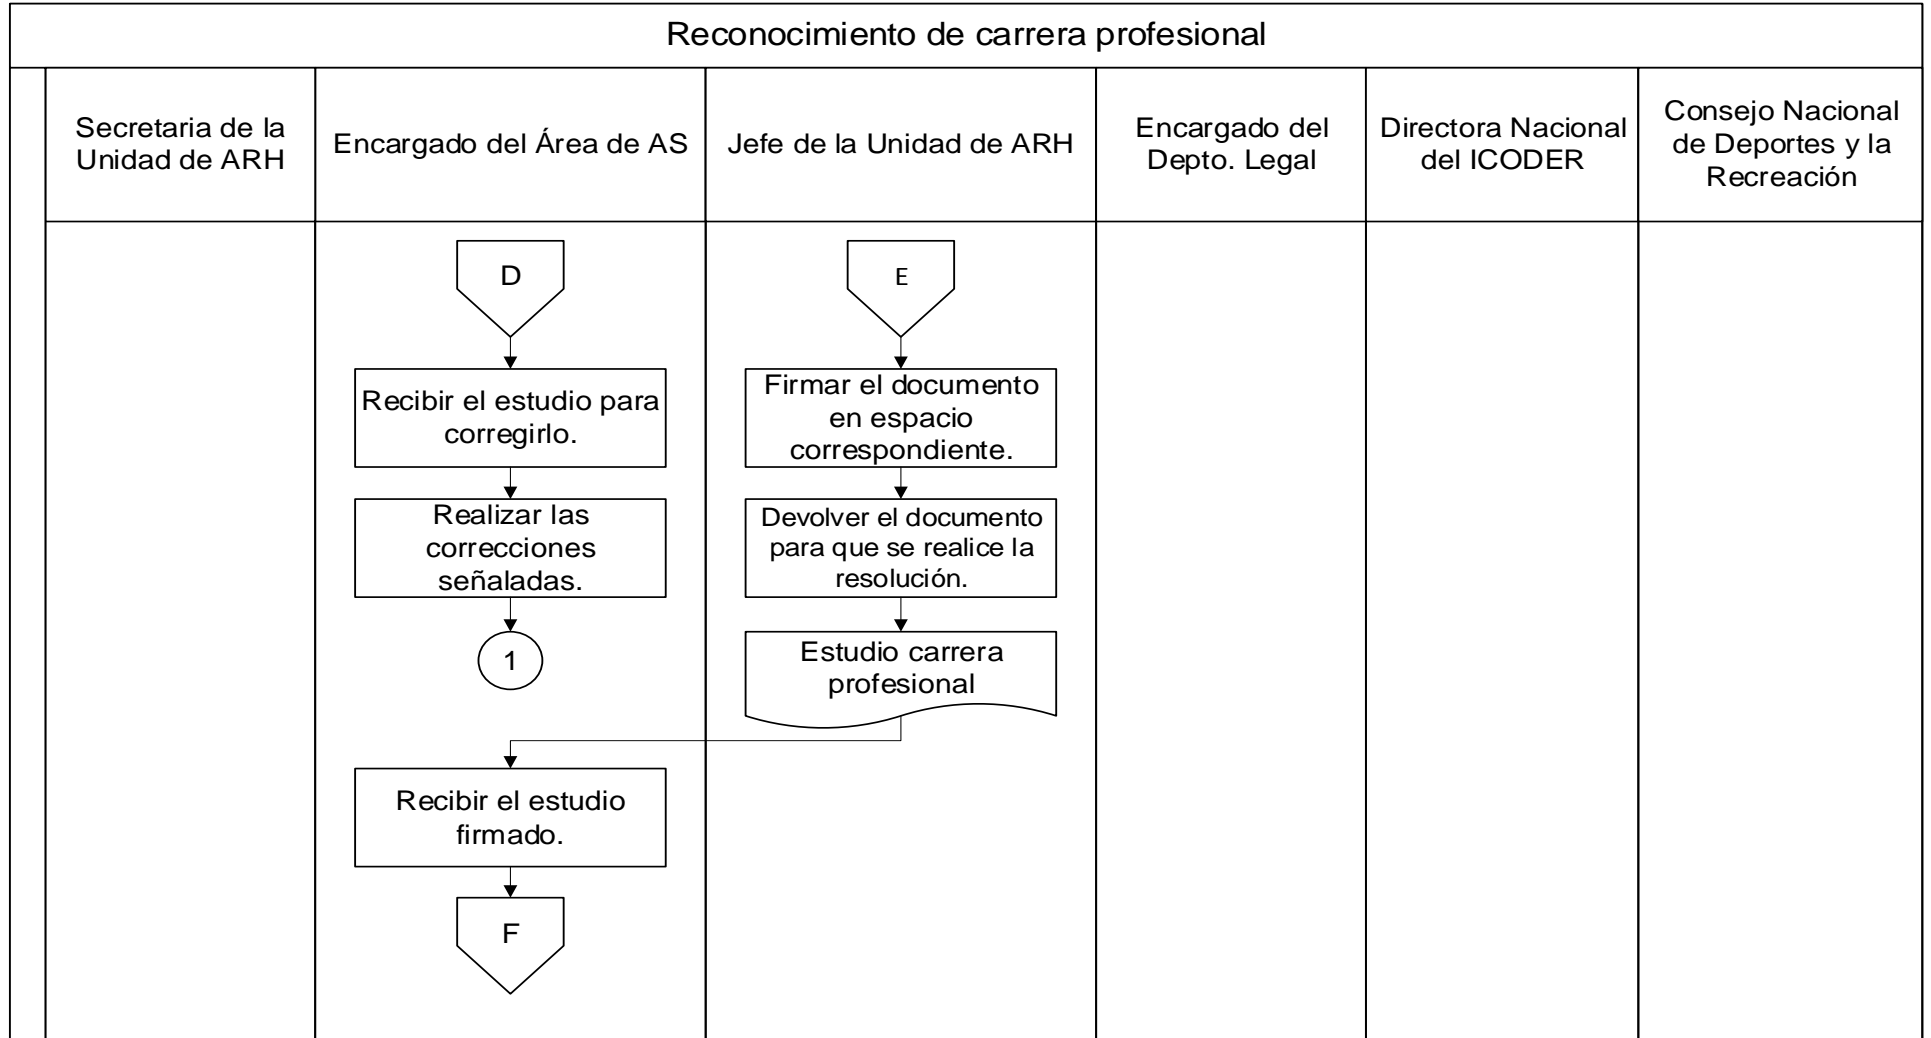 Reconocimiento de carrera profesional
Secretaria de la
Unidad de ARH
Encargado del Área de AS
Jefe de la Unidad de ARH
Encargado del
Depto. Legal
Directora Nacional
del ICODER
Consejo Nacional
de Deportes y la
Recreación
D
E
Recibir el estudio para
corregirlo.
Firmar el documento
en espacio
correspondiente.
Realizar las
correcciones
señaladas.
Devolver el documento
para que se realice la
resolución.
1
Estudio carrera
profesional
Recibir el estudio
firmado.
F